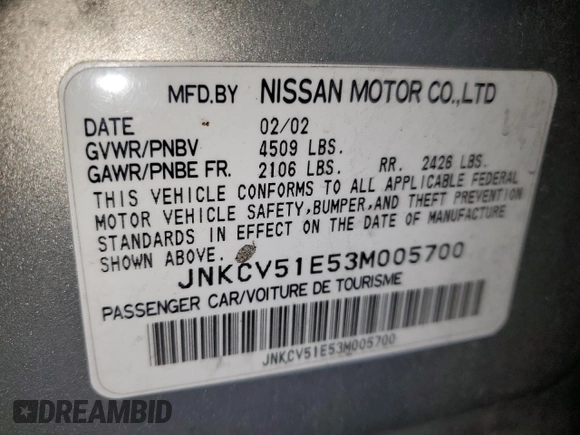 MFD.BY NISSAN MOTOR CO.,LTD
DATE 02/02
GVWR/PNBV 4509 LBS.
GAWR/PNBE FR. 2106 LBS. RR. 2426 LBS.
THIS VEHICLE CONFORMS TO ALL APPLICABLE FEDERAL
MOTOR VEHICLE SAFETY,BUMPER,AND THEFT PREVENTION
STANDARDS IN EFFECT ON THE DATE OF MANUFACTURE
SHOWN ABOVE.
JNKCV51E53M005700
PASSENGER CAR/VOITURE DE TOURISME
JNKCV51E53M005700
DREAMBID